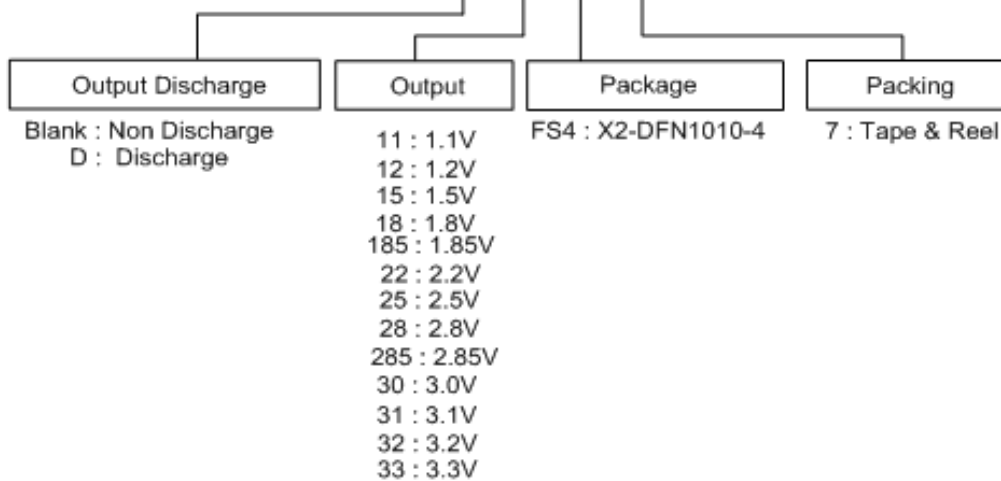 Output Discharge
Blank : Non Discharge
D : Discharge
Output
11 : 1.1V
12 : 1.2V
15 : 1.5V
18 : 1.8V
185 : 1.85V
22 : 2.2V
25 : 2.5V
28 : 2.8V
285 : 2.85V
30 : 3.0V
31 : 3.1V
32 : 3.2V
33 : 3.3V
Package
FS4 : X2-DFN1010-4
Packing
7 : Tape & Reel